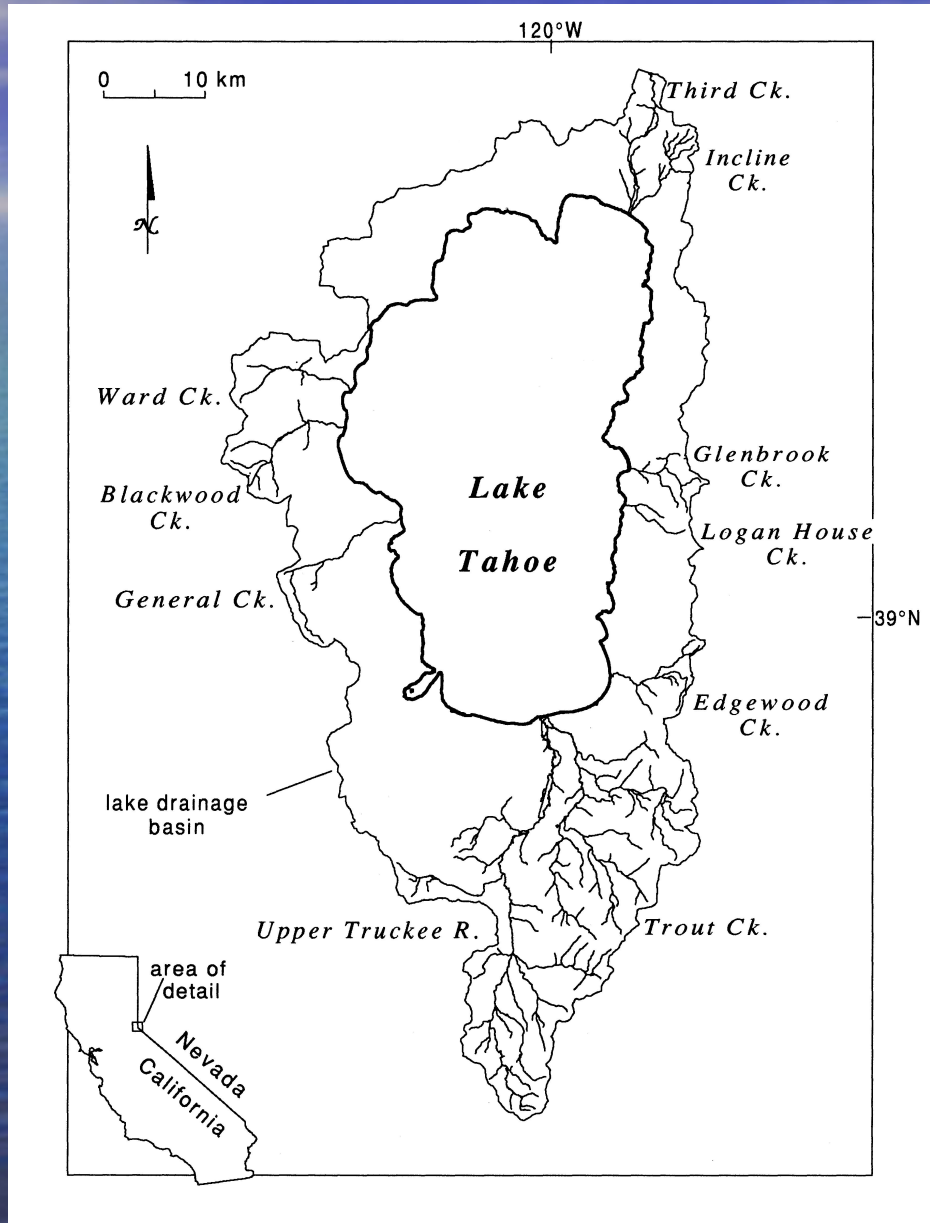 120°W
0 10 km
N
Third Ck.
Incline
Ck.
Ward Ck.
Glenbrook
Ck.
Blackwood
Ck.
Lake
Tahoe
Logan House
Ck.
General Ck.
39°N
Edgewood
Ck.
lake drainage
basin
Upper Truckee R.
Trout Ck.
area of
detail
Nevada
California